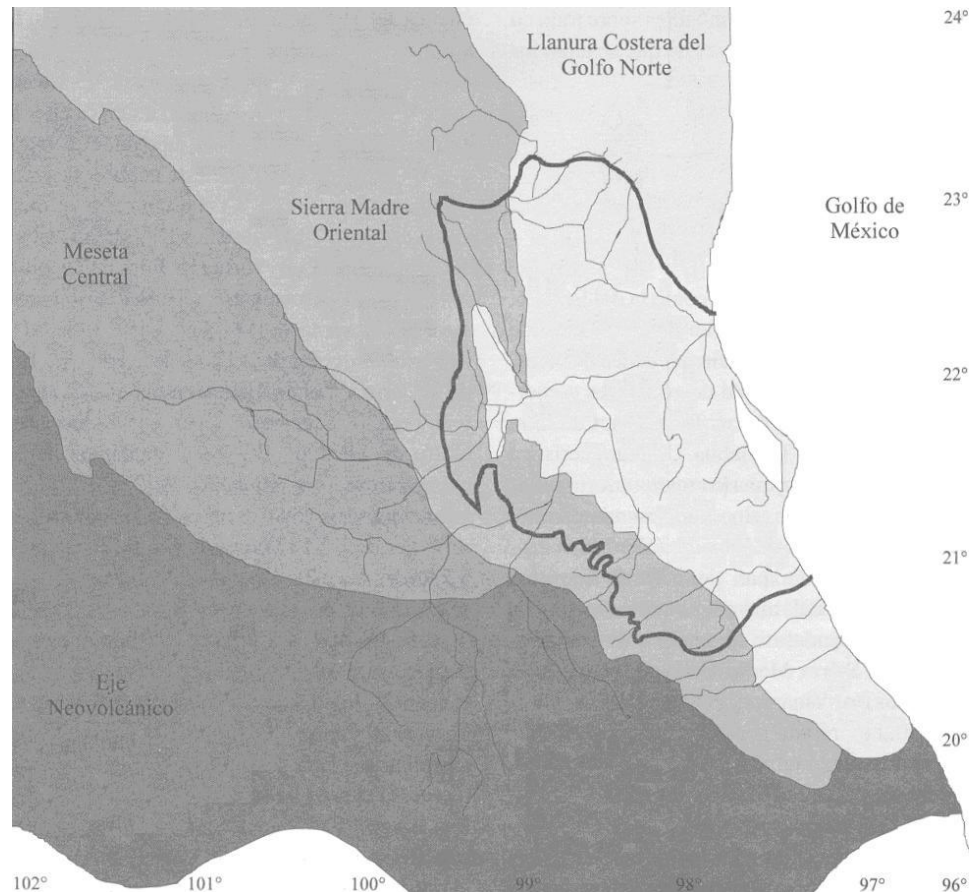 24°
Llanura Costera del
Golfo Norte
23°
Sierra Madre
Oriental
Golfo de
México
Meseta
Central
22°
21°
Eje
Neovolcánico
20°
102°
101°
100°
99°
98°
97°
96°